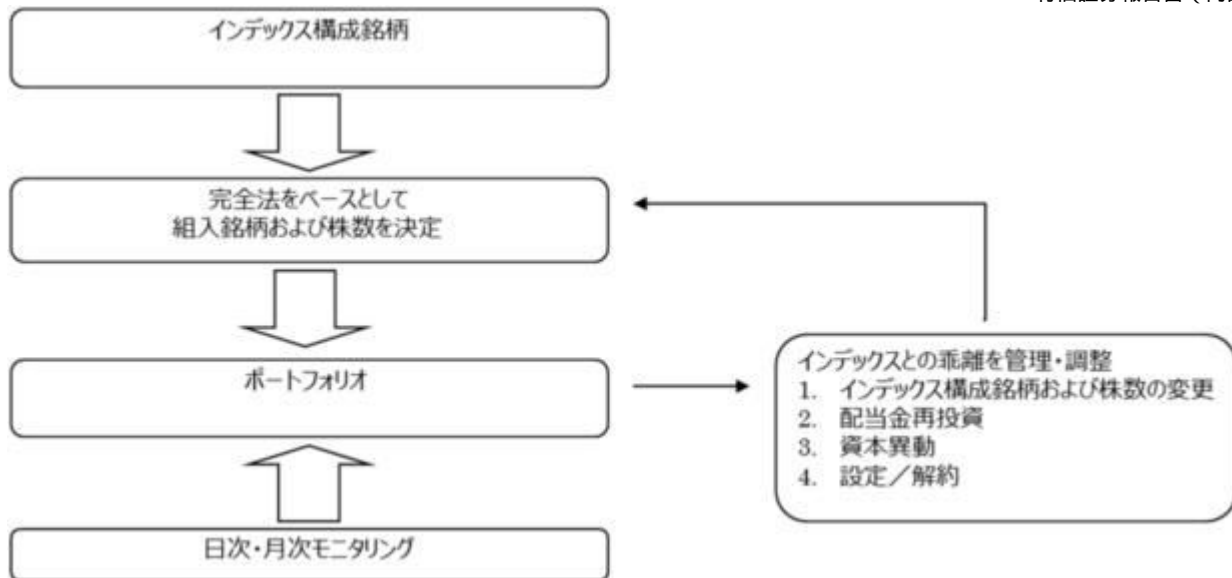 インデックス構成銘柄
完全法をベースとして
組入銘柄および株数を決定
ポートフォリオ
インデックスとの乖離を管理・調整
1. インデックス構成銘柄および株数の変更
2. 配当金再投資
3. 資本異動
4. 設定／解約
日次・月次モニタリング